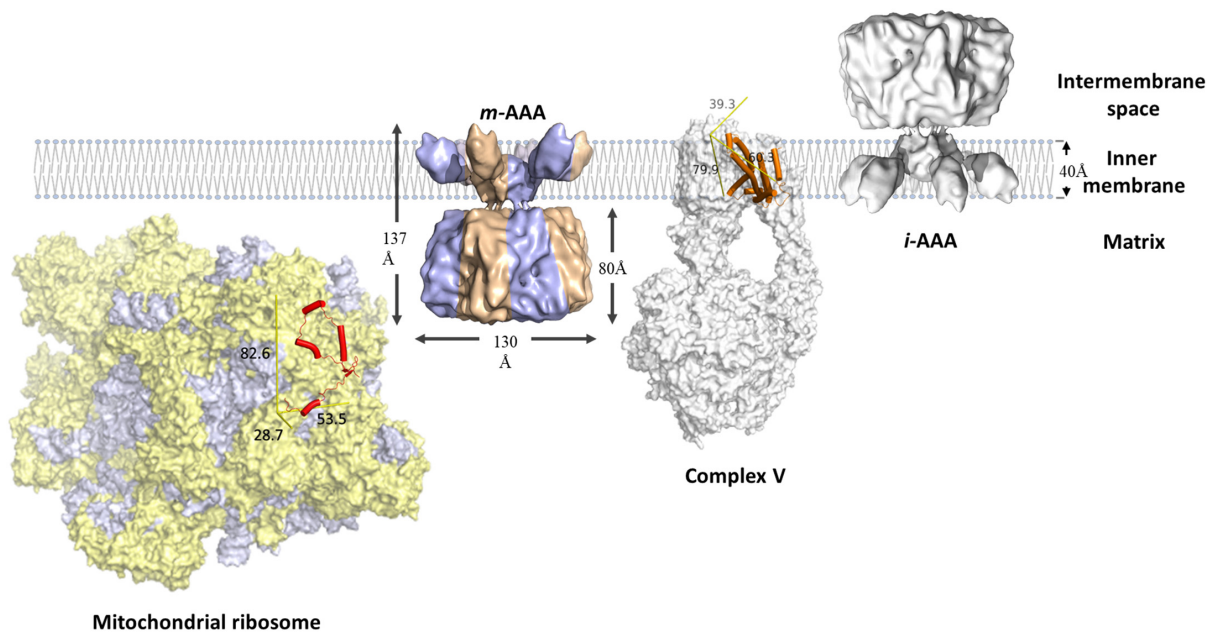 39.3
Intermembrane
space
m-AAA
60.3
79.9
40Å
Inner
membrane
137
Å
80Å
i-AAA
Matrix
130
Å
82.6
53.5
28.7
Complex V
Mitochondrial ribosome